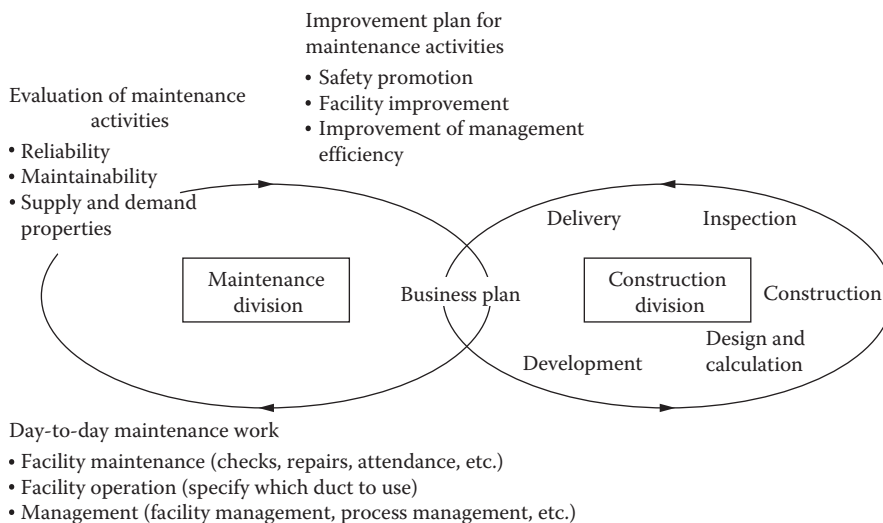 Improvement plan for
maintenance activities
• Safety promotion
• Facility improvement
• Improvement of management
efficiency
Evaluation of maintenance
activities
• Reliability
• Maintainability
• Supply and demand
properties
Maintenance
division
Business plan
Delivery
Inspection
Construction
division
Construction
Design and
calculation
Development
Day-to-day maintenance work
• Facility maintenance (checks, repairs, attendance, etc.)
• Facility operation (specify which duct to use)
• Management (facility management, process management, etc.)